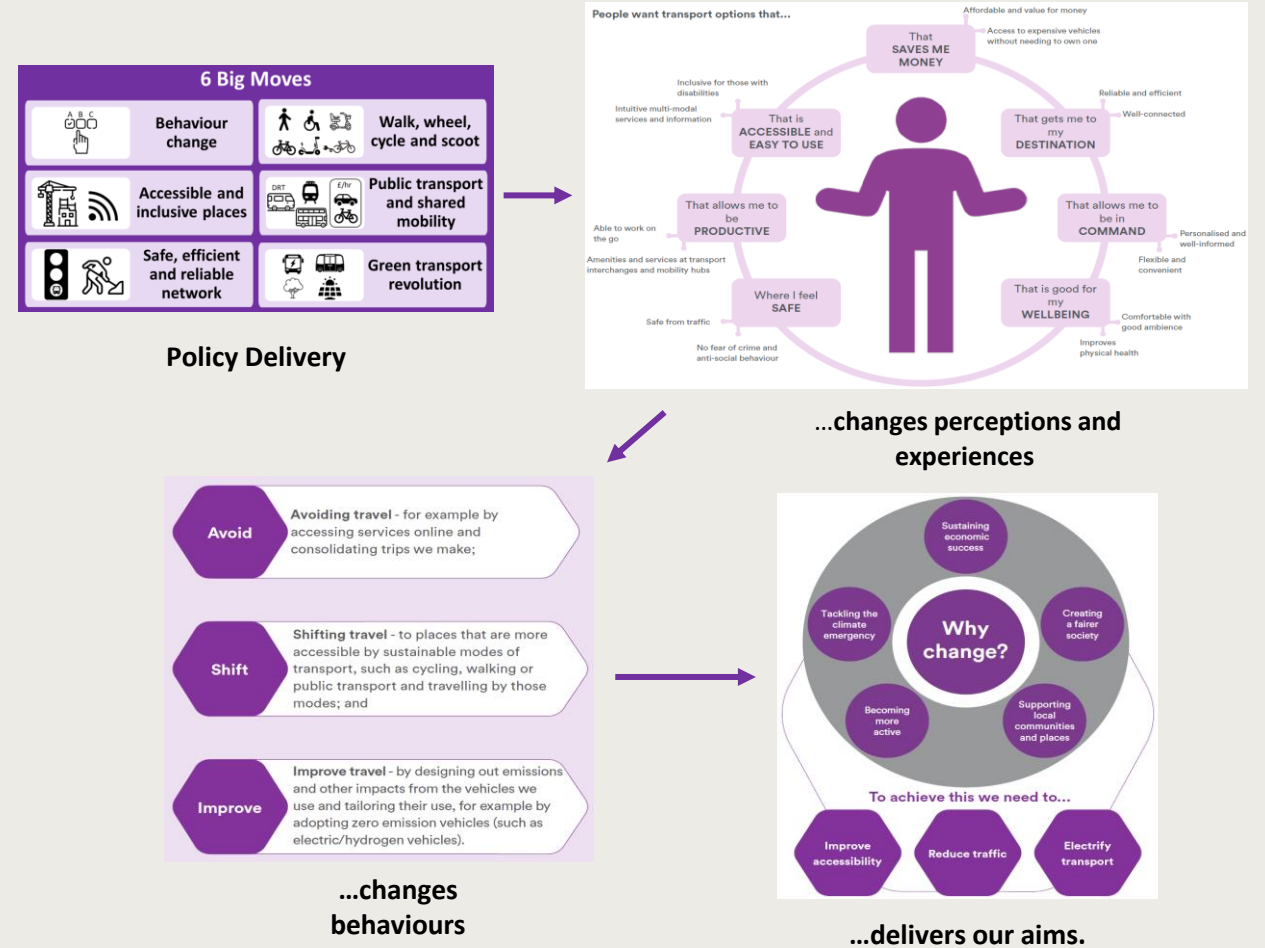 6 Big Moves
A B C
Behaviour
change
Walk, wheel,
cycle and scoot
Accessible and
inclusive places
DRT
£/hr
Public transport
and shared
mobility
Safe, efficient
and reliable
network
Green transport
revolution
Policy Delivery
People want transport options that...
Affordable and value for money
Access to expensive vehicles
without needing to own one
That
SAVES ME
MONEY
Inclusive for those with
disabilities
Intuitive multi-modal
services and information
That is
ACCESSIBLE and
EASY TO USE
Reliable and efficient
Well-connected
That gets me to
my
DESTINATION
That allows me to
be
PRODUCTIVE
Able to work on
the go
Amenities and services at transport
interchanges and mobility hubs
That allows me to
be in
COMMAND
Personalised and
well-informed
Flexible and
convenient
Where I feel
SAFE
Safe from traffic
No fear of crime and
anti-social behaviour
That is good for
my
WELLBEING
Comfortable with
good ambience
Improves
physical health
...changes perceptions and
experiences
Avoid
Avoiding travel - for example by
accessing services online and
consolidating trips we make;
Shift
Shifting travel - to places that are more
accessible by sustainable modes of
transport, such as cycling, walking or
public transport and travelling by those
modes; and
Improve
Improve travel - by designing out emissions
and other impacts from the vehicles we
use and tailoring their use, for example by
adopting zero emission vehicles (such as
electric/hydrogen vehicles).
...changes
behaviours
Sustaining
economic
success
Tackling the
climate
emergency
Why
change?
Creating
a fairer
society
Becoming
more
active
Supporting
local
communities
and places
To achieve this we need to...
Improve
accessibility
Reduce traffic
Electrify
transport
...delivers our aims.